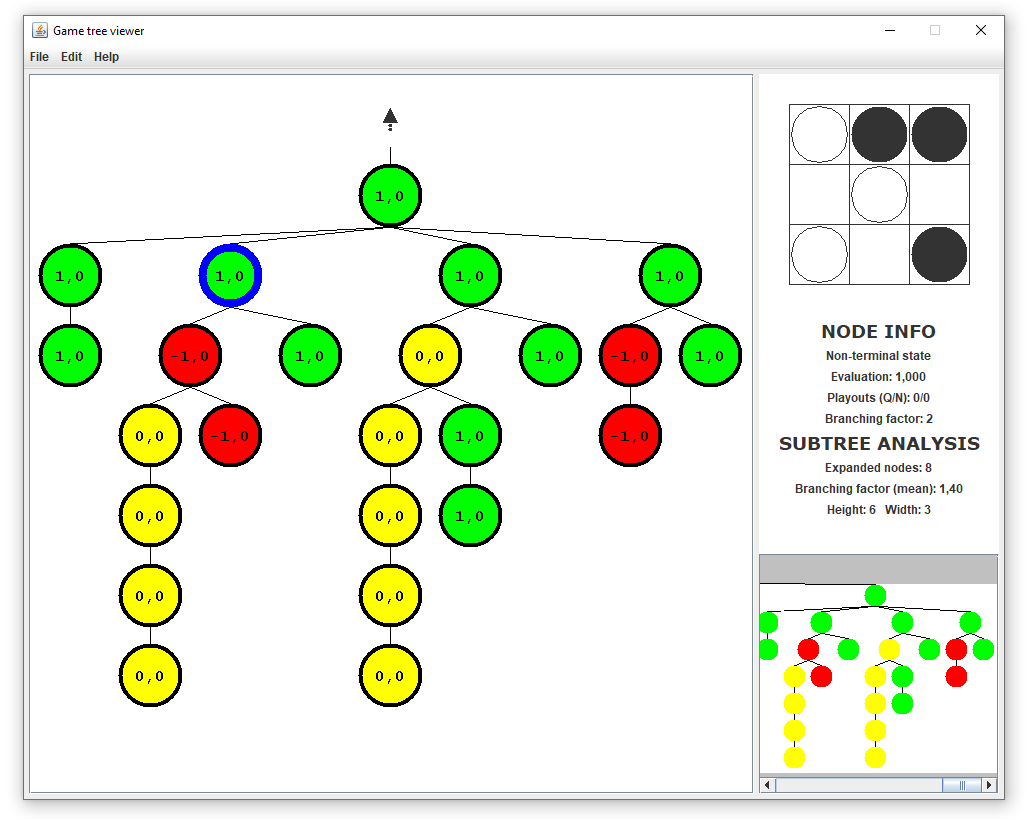 Game tree viewer
File Edit Help
1,0
1,0 1,0 1,0 1,0
1,0 -1,0 1,0 0,0 1,0 -1,0 1,0
0,0 -1,0 0,0 1,0 -1,0
0,0 0,0 1,0
0,0 0,0
0,0 0,0
NODE INFO
Non-terminal state
Evaluation: 1,000
Playouts (Q/N): 0/0
Branching factor: 2
SUBTREE ANALYSIS
Expanded nodes: 8
Branching factor (mean): 1,40
Height: 6 Width: 3